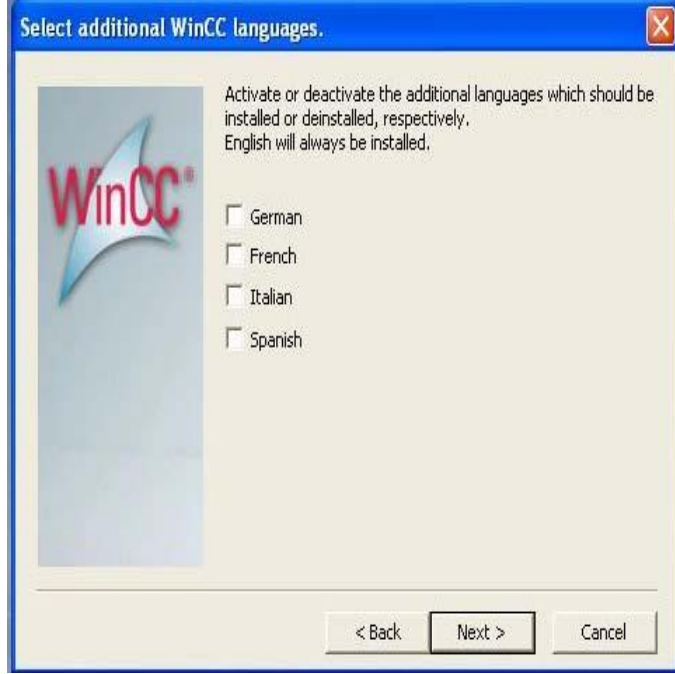 Select additional WinCC languages.
Activate or deactivate the additional languages which should be
installed or deinstalled, respectively.
English will always be installed.
WinCC®
German
French
Italian
Spanish
< Back Next > Cancel